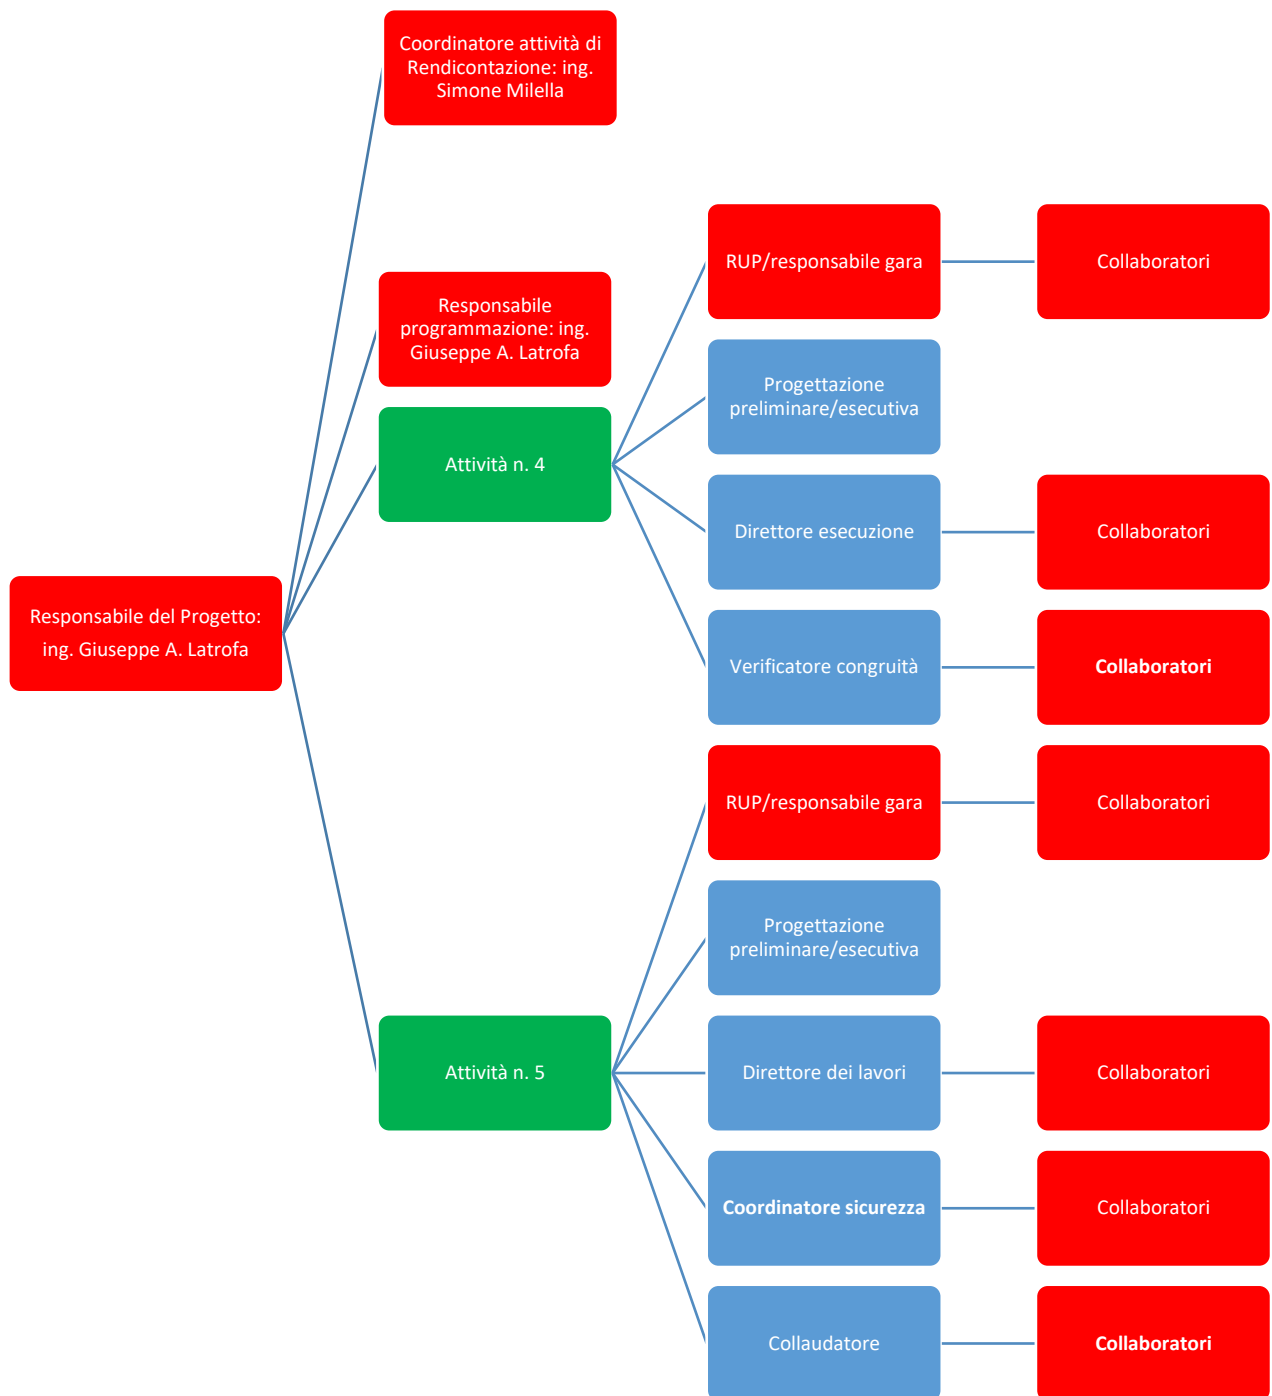 Coordinatore attività di
Rendicontazione: ing.
Simone Milella
RUP/responsabile gara
Collaboratori
Responsabile
programmazione: ing.
Giuseppe A. Latrofa
Progettazione
preliminare/esecutiva
Attività n. 4
Direttore esecuzione
Collaboratori
Responsabile del Progetto:
ing. Giuseppe A. Latrofa
Verificatore congruità
Collaboratori
RUP/responsabile gara
Collaboratori
Progettazione
preliminare/esecutiva
Attività n. 5
Direttore dei lavori
Collaboratori
Coordinatore sicurezza
Collaboratori
Collaudatore
Collaboratori